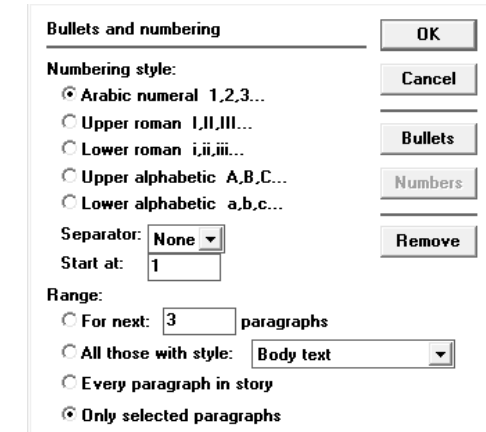 Bullets and numbering
OK
Cancel
Numbering style:
Arabic numeral 1,2,3...
Upper roman I,II,III...
Lower roman i,ii,iii...
Upper alphabetic A,B,C...
Lower alphabetic a,b,c...
Bullets
Numbers
Remove
Separator: None
Start at: 1
Range:
For next: 3 paragraphs
All those with style: Body text
Every paragraph in story
Only selected paragraphs